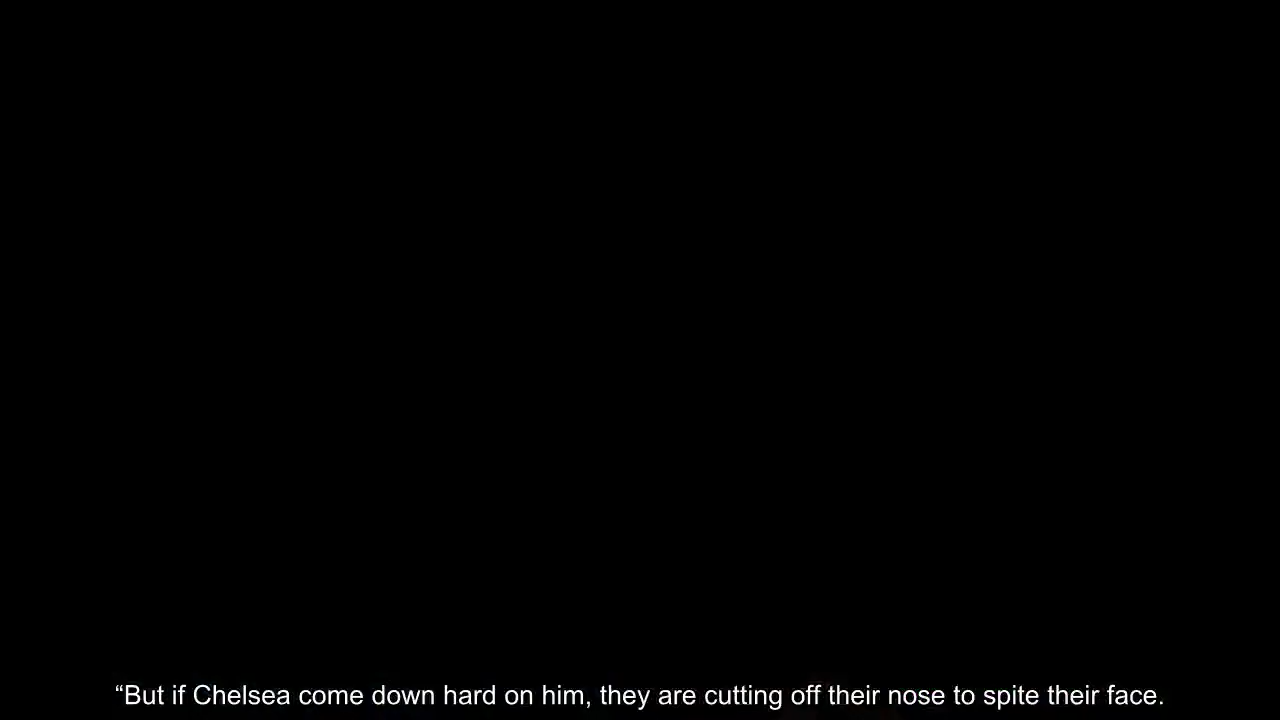 “But if Chelsea come down hard on him, they are cutting off their nose to spite their face.